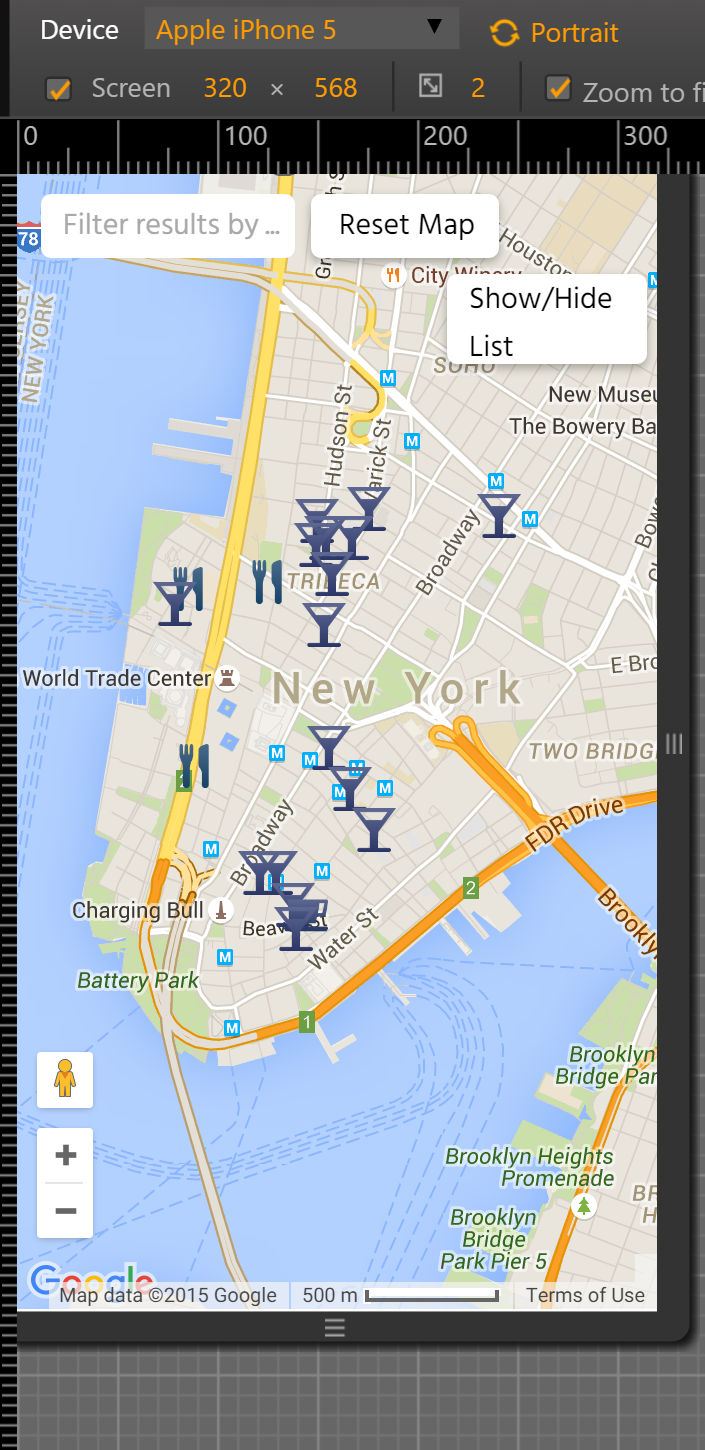 Device Apple iPhone 5 Portrait
Screen 320 × 568 2 Zoom to fi
0 100 200 300
Filter results by ... Reset Map
78
Houston
City Winery
Show/Hide
List
SOHO
NEW YORK
New Museu
The Bowery Ba
Hudson St
Varick St
Broadway
TRIBECA
World Trade Center
New York
E Bro
TWO BRIDG
Broadway
FDR Drive
2
Charging Bull
Beaver St
Water St
Brookly
Battery Park
1
Brooklyn
Bridge Par
Brooklyn Heights
Promenade
BR
H
Brooklyn
Bridge
Park Pier 5
+
−
Google
Map data ©2015 Google 500 m Terms of Use